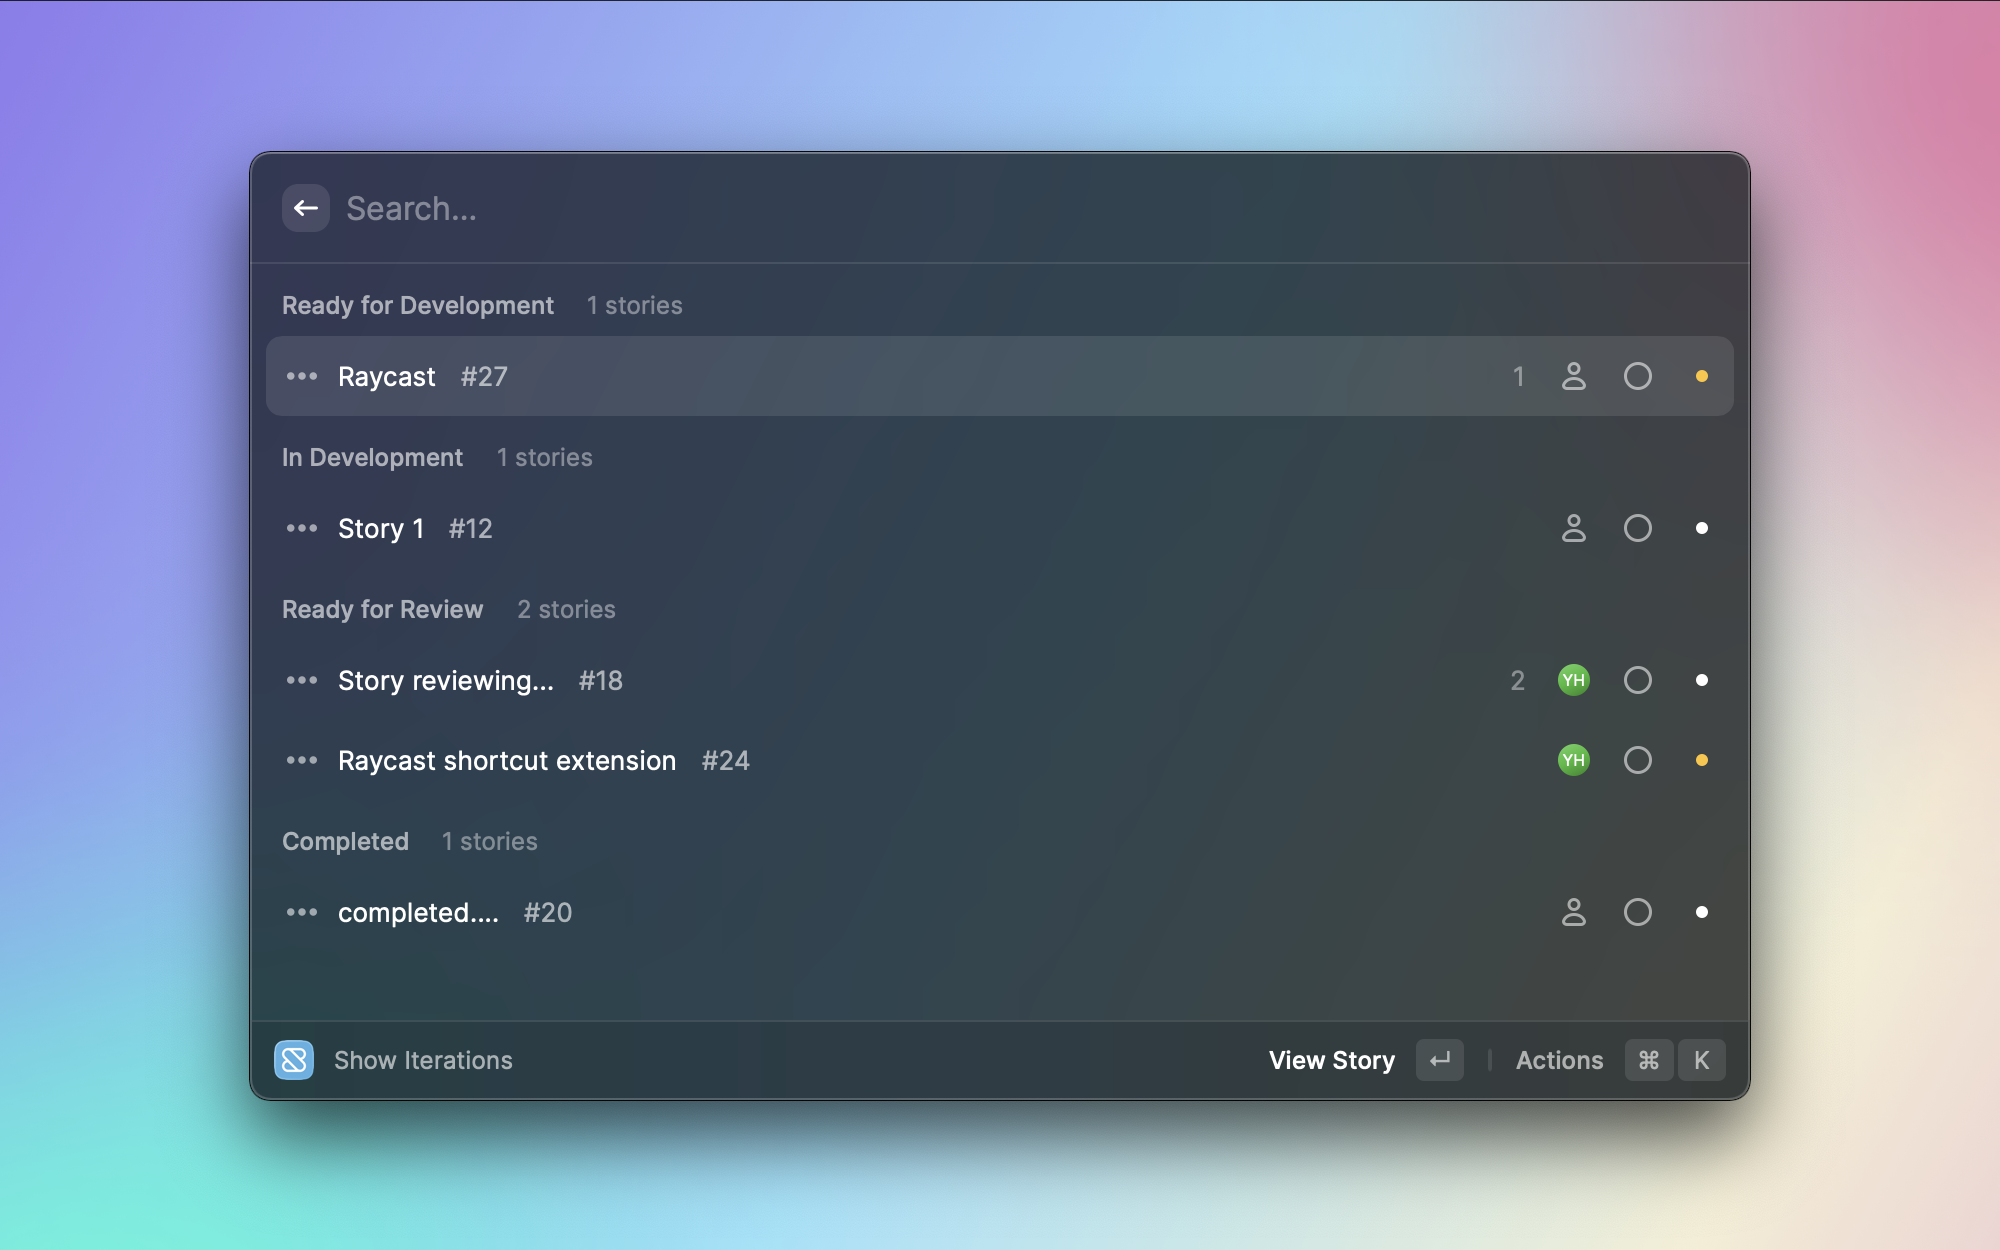 Search...
Ready for Development 1 stories
Raycast #27 1
In Development 1 stories
Story 1 #12
Ready for Review 2 stories
Story reviewing... #18 2 YH
Raycast shortcut extension #24 YH
Completed 1 stories
completed.... #20
Show Iterations View Story ↵ | Actions ⌘ K